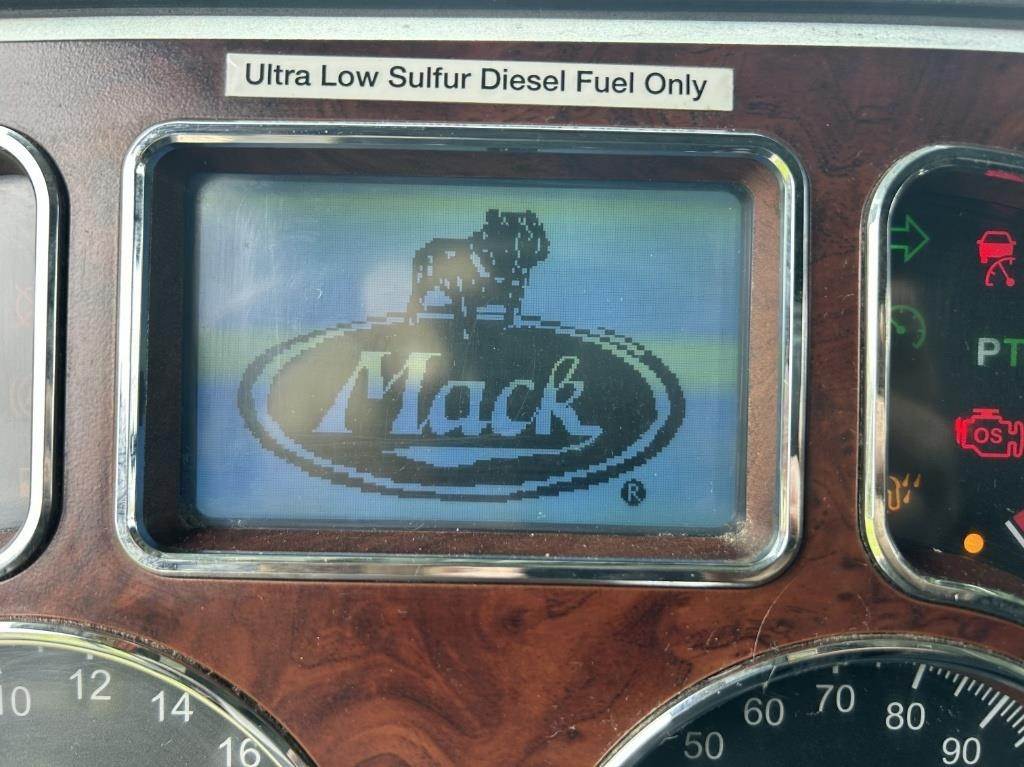 Ultra Low Sulfur Diesel Fuel Only
Mack
®
PT
OS
10 12 14 16
50 60 70 80 90